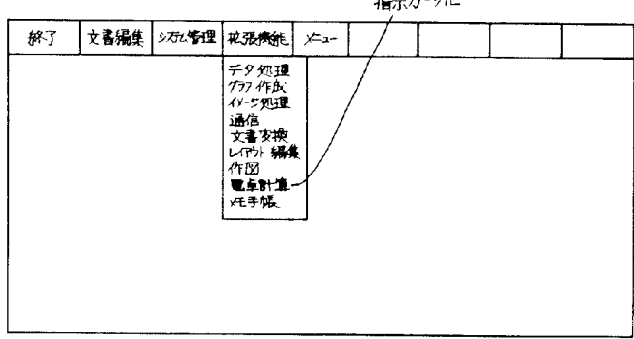 指示カーソル
終了 文書編集 システム管理 拡張機能 メニュー
データ処理
グラフ作成
イメージ処理
通信
文書変換
レイアウト編集
作図
電卓計算
メモ手帳